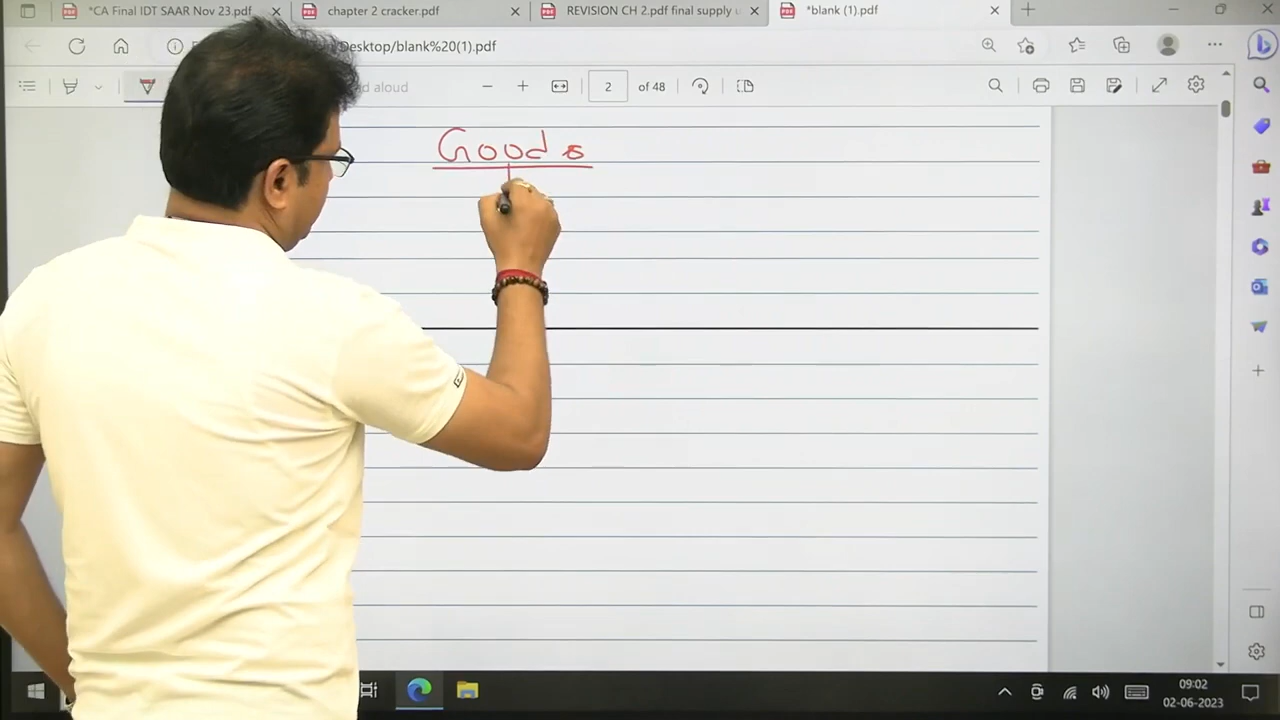 *CA Final IDT SAAR Nov 23.pdf
chapter 2 cracker.pdf
REVISION CH 2.pdf final supply
*blank (1).pdf
Desktop/blank%20(1).pdf
aloud
2 of 48
Goods
09:02
02-06-2023